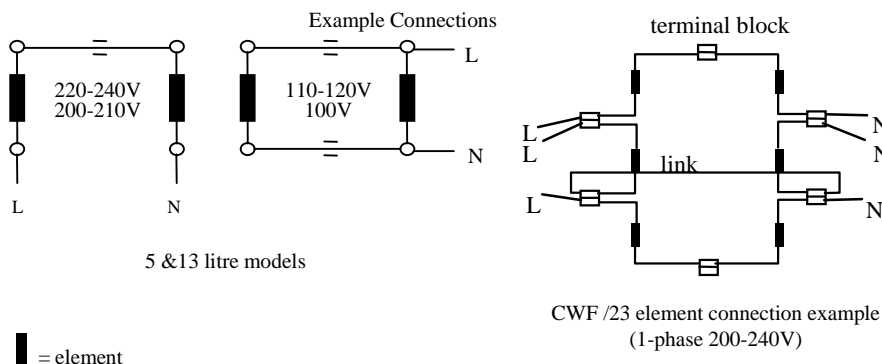 Example Connections
220-240V
200-210V
L
N
110-120V
100V
L
N
5 &13 litre models
= element
terminal block
L
L
N
N
link
L
N
CWF /23 element connection example
(1-phase 200-240V)